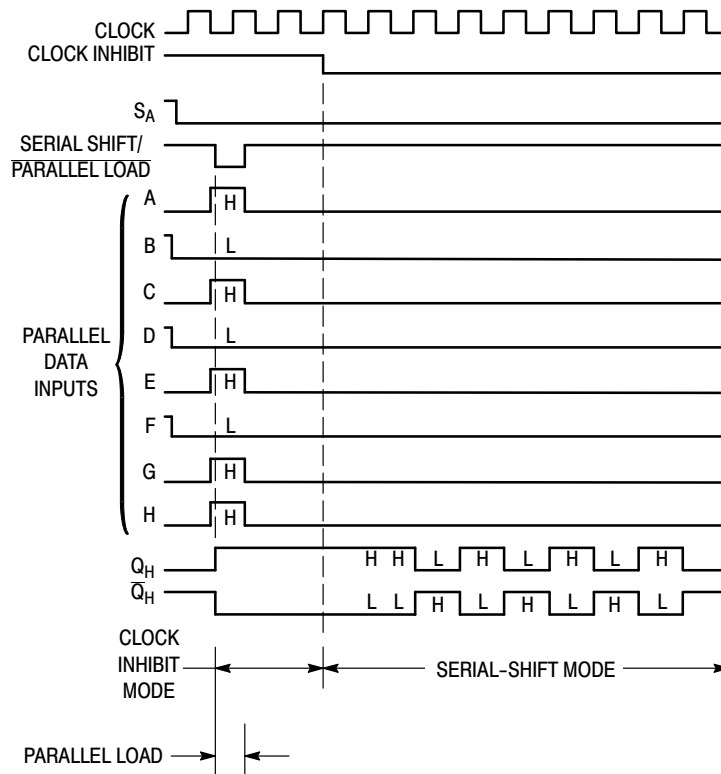 CLOCK
CLOCK INHIBIT
SA
SERIAL SHIFT/
PARALLEL LOAD
A H
B L
C H
D L
E H
F L
G H
H H
PARALLEL
DATA
INPUTS
QH H H L H L H L H
QH L L H L H L H L
CLOCK
INHIBIT
MODE
SERIAL-SHIFT MODE
PARALLEL LOAD